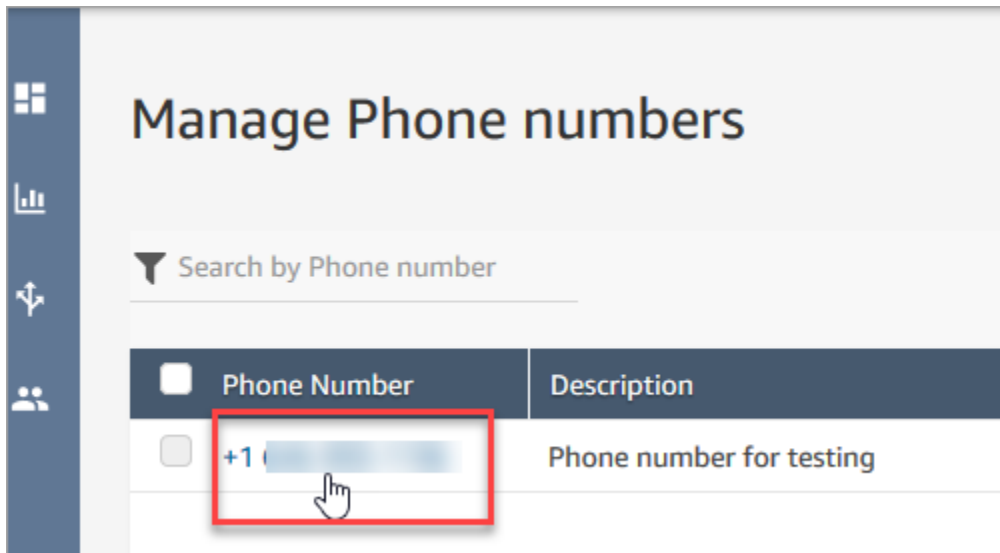 Manage Phone numbers
Search by Phone number
Phone Number Description
+1 Phone number for testing